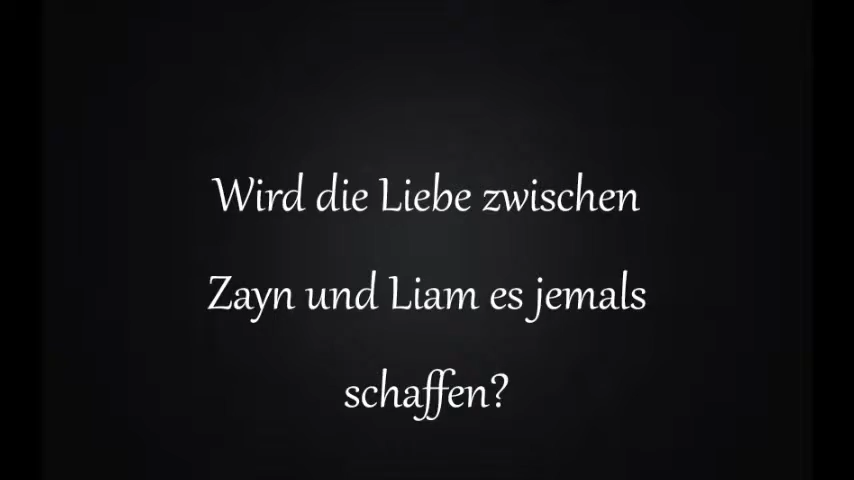 Wird die Liebe zwischen
Zayn und Liam es jemals
schaffen?